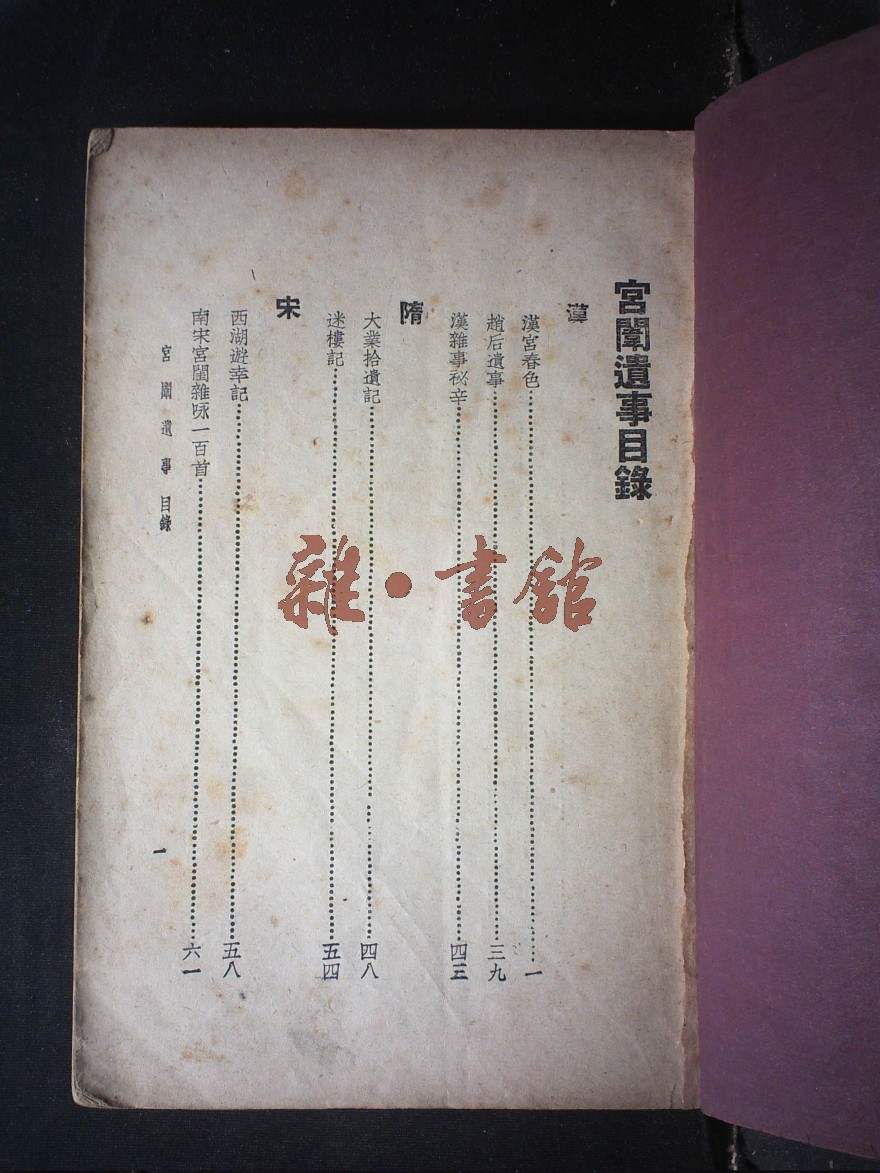 宮闈遺事目錄
漢
漢宮春色……一
趙后遺事……三九
漢雜事祕辛……四三
隋
大業拾遺記……四八
迷樓記……五四
宋
西湖遊幸記……五八
南宋宮閨雜咏一百首……六一
宮闈遺事 目錄
一
雜·書館